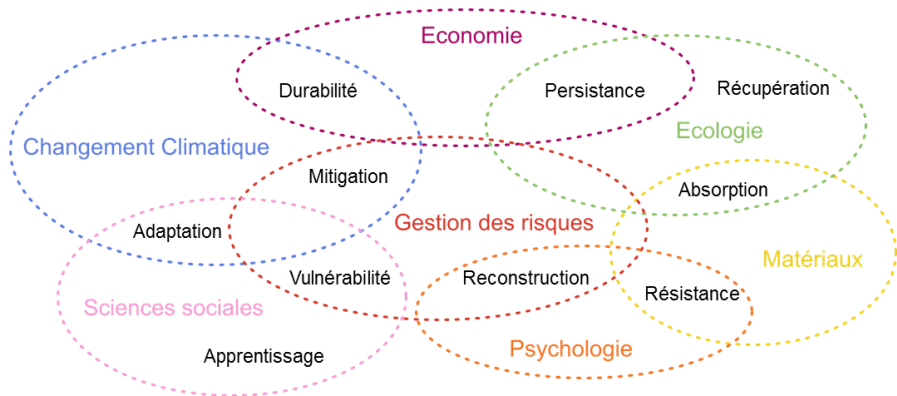 Economie
Durabilité
Persistance
Récupération
Ecologie
Changement Climatique
Mitigation
Absorption
Adaptation
Gestion des risques
Matériaux
Vulnérabilité
Reconstruction
Résistance
Sciences sociales
Psychologie
Apprentissage